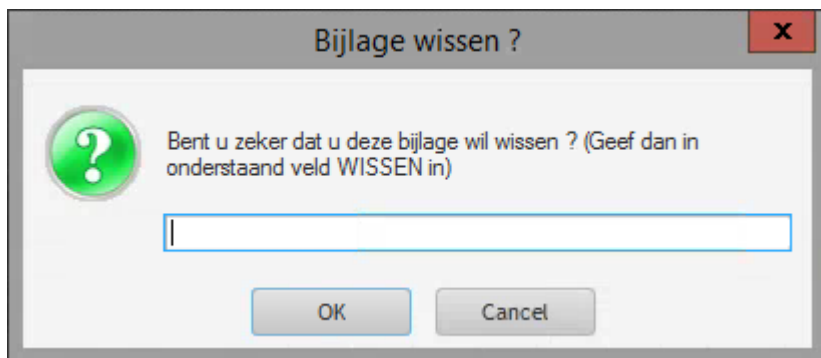 Bijlage wissen ?
x
?
Bent u zeker dat u deze bijlage wil wissen ? (Geef dan in
onderstaand veld WISSEN in)
OK
Cancel